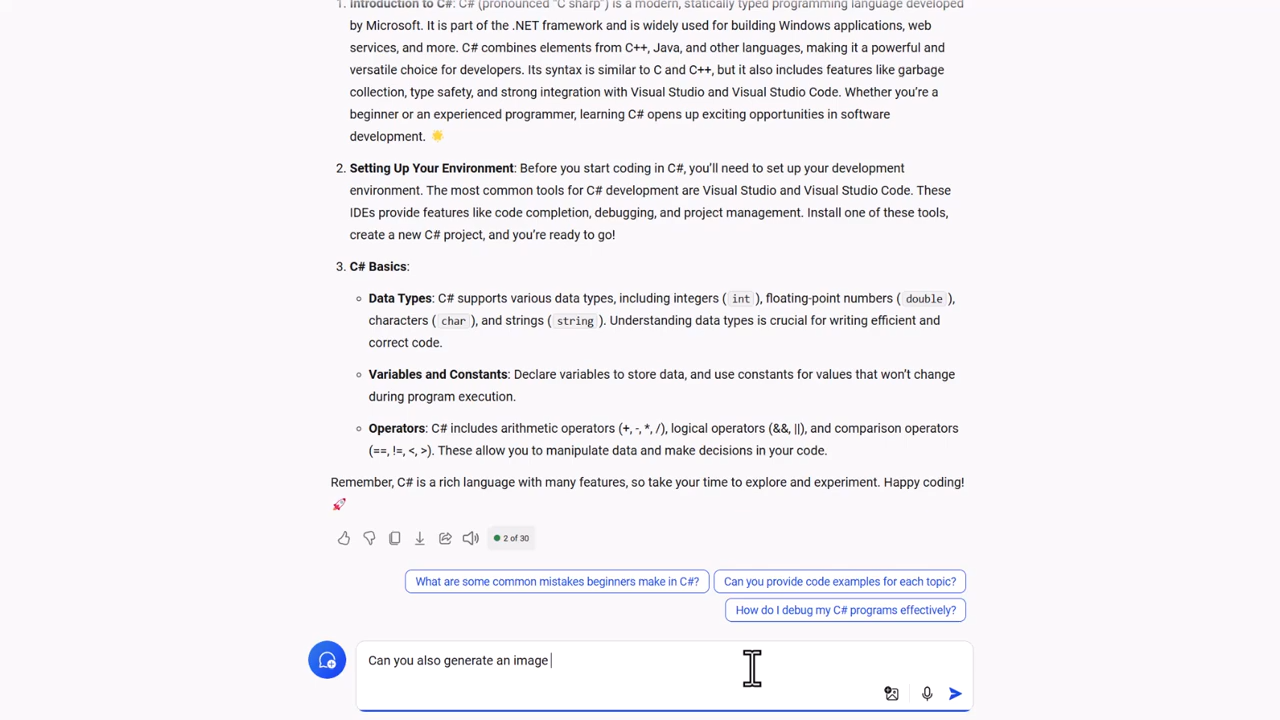 1. Introduction to C#: C# (pronounced "C sharp") is a modern, statically typed programming language developed
by Microsoft. It is part of the .NET framework and is widely used for building Windows applications, web
services, and more. C# combines elements from C++, Java, and other languages, making it a powerful and
versatile choice for developers. Its syntax is similar to C and C++, but it also includes features like garbage
collection, type safety, and strong integration with Visual Studio and Visual Studio Code. Whether you're a
beginner or an experienced programmer, learning C# opens up exciting opportunities in software
development. 🌟
2. Setting Up Your Environment: Before you start coding in C#, you'll need to set up your development
environment. The most common tools for C# development are Visual Studio and Visual Studio Code. These
IDEs provide features like code completion, debugging, and project management. Install one of these tools,
create a new C# project, and you're ready to go!
3. C# Basics:
◦ Data Types: C# supports various data types, including integers ( int ), floating-point numbers ( double ),
characters ( char ), and strings ( string ). Understanding data types is crucial for writing efficient and
correct code.
◦ Variables and Constants: Declare variables to store data, and use constants for values that won't change
during program execution.
◦ Operators: C# includes arithmetic operators (+, -, *, /), logical operators (&&, ||), and comparison operators
(==, !=, <, >). These allow you to manipulate data and make decisions in your code.
Remember, C# is a rich language with many features, so take your time to explore and experiment. Happy coding!
🚀
2 of 30
What are some common mistakes beginners make in C#? Can you provide code examples for each topic?
How do I debug my C# programs effectively?
Can you also generate an image